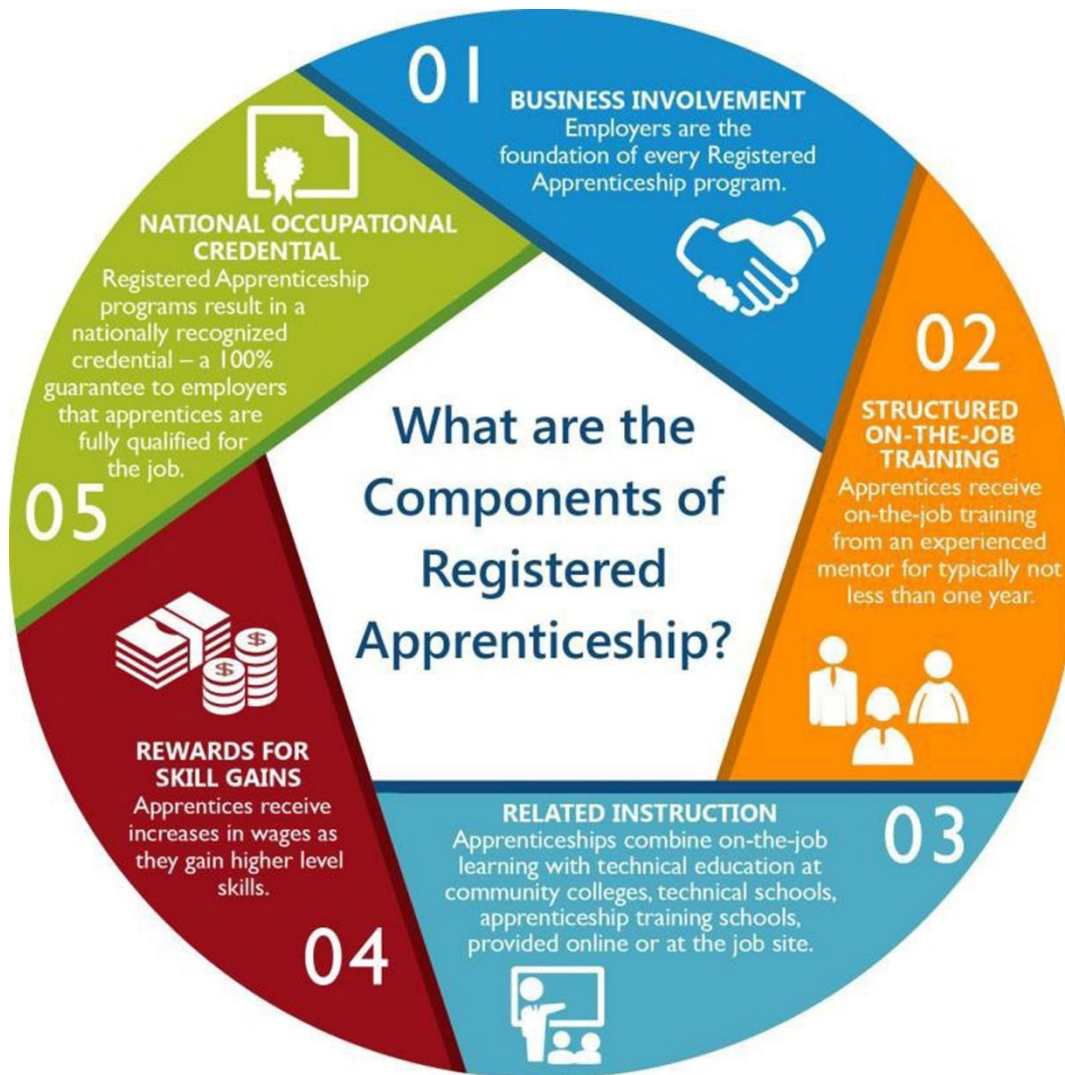 What are the
Components of
Registered
Apprenticeship?
01
BUSINESS INVOLVEMENT
Employers are the
foundation of every Registered
Apprenticeship program.
02
STRUCTURED
ON-THE-JOB
TRAINING
Apprentices receive
on-the-job training
from an experienced
mentor for typically not
less than one year.
03
RELATED INSTRUCTION
Apprenticeships combine on-the-job
learning with technical education at
community colleges, technical schools,
apprenticeship training schools,
provided online or at the job site.
04
$
$
REWARDS FOR
SKILL GAINS
Apprentices receive
increases in wages as
they gain higher level
skills.
05
NATIONAL OCCUPATIONAL
CREDENTIAL
Registered Apprenticeship
programs result in a
nationally recognized
credential – a 100%
guarantee to employers
that apprentices are
fully qualified for
the job.